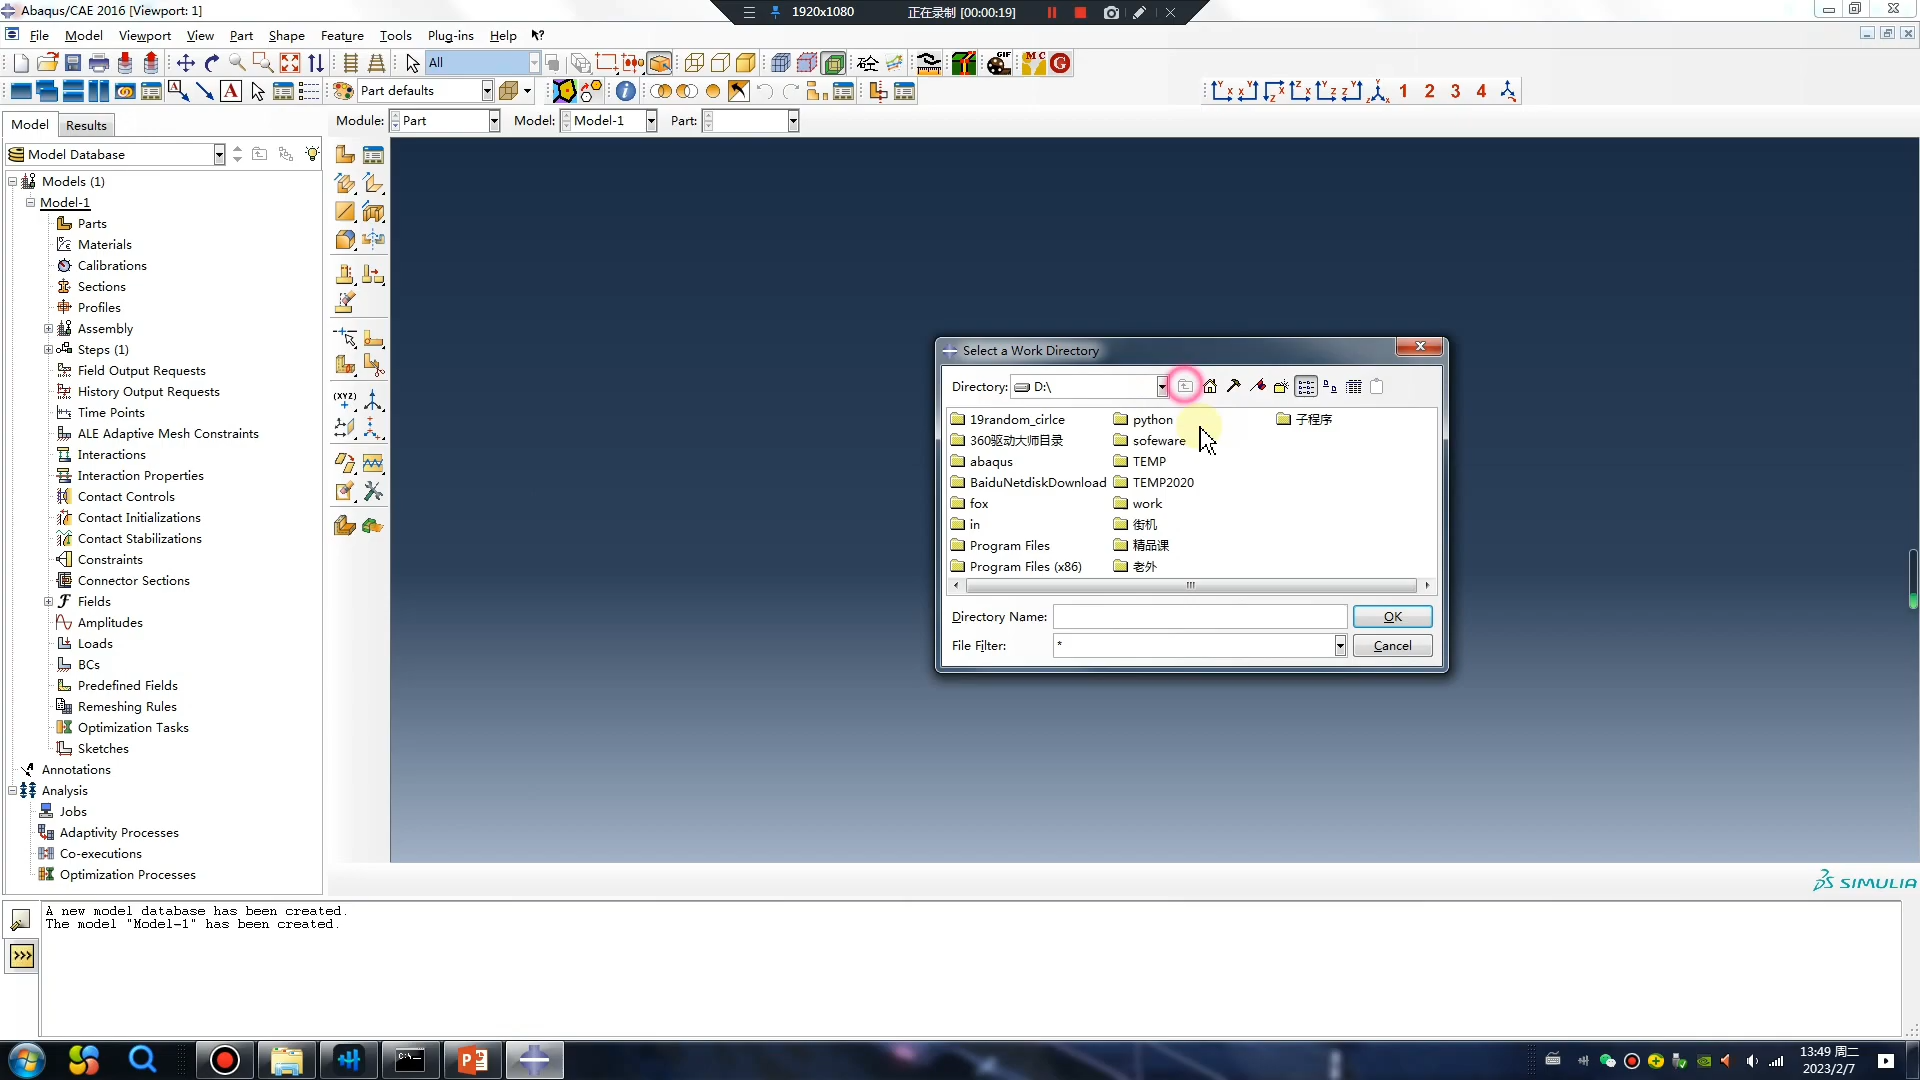 Abaqus/CAE 2016 [Viewport: 1]
1920x1080
正在录制 [00:00:19]
File Model Viewport View Part Shape Feature Tools Plug-ins Help
All
Part defaults
1 2 3 4
Model Results
Module: Part Model: Model-1 Part:
Model Database
Models (1)
Model-1
Parts
Materials
Calibrations
Sections
Profiles
Assembly
Steps (1)
Field Output Requests
History Output Requests
Time Points
ALE Adaptive Mesh Constraints
Interactions
Interaction Properties
Contact Controls
Contact Initializations
Contact Stabilizations
Constraints
Connector Sections
Fields
Amplitudes
Loads
BCs
Predefined Fields
Remeshing Rules
Optimization Tasks
Sketches
Annotations
Analysis
Jobs
Adaptivity Processes
Co-executions
Optimization Processes
(XYZ)
Select a Work Directory
Directory: D:\
19random_cirlce python 子程序
360驱动大师目录 sofeware
abaqus TEMP
BaiduNetdiskDownload TEMP2020
fox work
in 街机
Program Files 精品课
Program Files (x86) 老外
Directory Name: OK
File Filter: * Cancel
SIMULIA
A new model database has been created.
The model "Model-1" has been created.
>>>
13:49 周二
2023/2/7